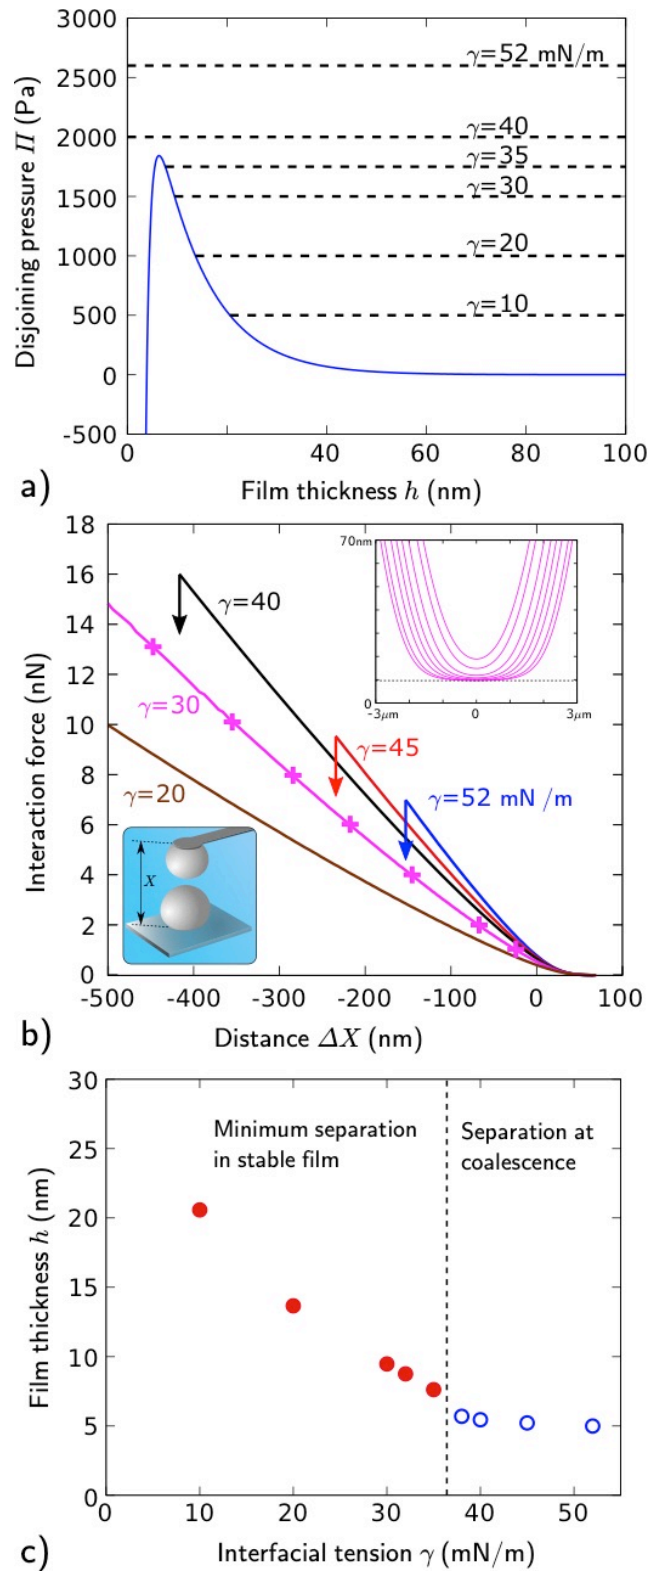 3000
2500
2000
1500
1000
500
0
-500
Disjoining pressure Π (Pa)
γ=52 mN/m
γ=40
γ=35
γ=30
γ=20
γ=10
0 20 40 60 80 100
Film thickness h (nm)
a)
18
16
14
12
10
8
6
4
2
0
Interaction force (nN)
γ=40
γ=30
γ=45
γ=20
γ=52 mN /m
70nm
0
-3μm 0 3μm
X
-500 -400 -300 -200 -100 0 100
Distance ΔX (nm)
b)
30
25
20
15
10
5
0
Film thickness h (nm)
Minimum separation
in stable film
Separation at
coalescence
0 10 20 30 40 50
Interfacial tension γ (mN/m)
c)